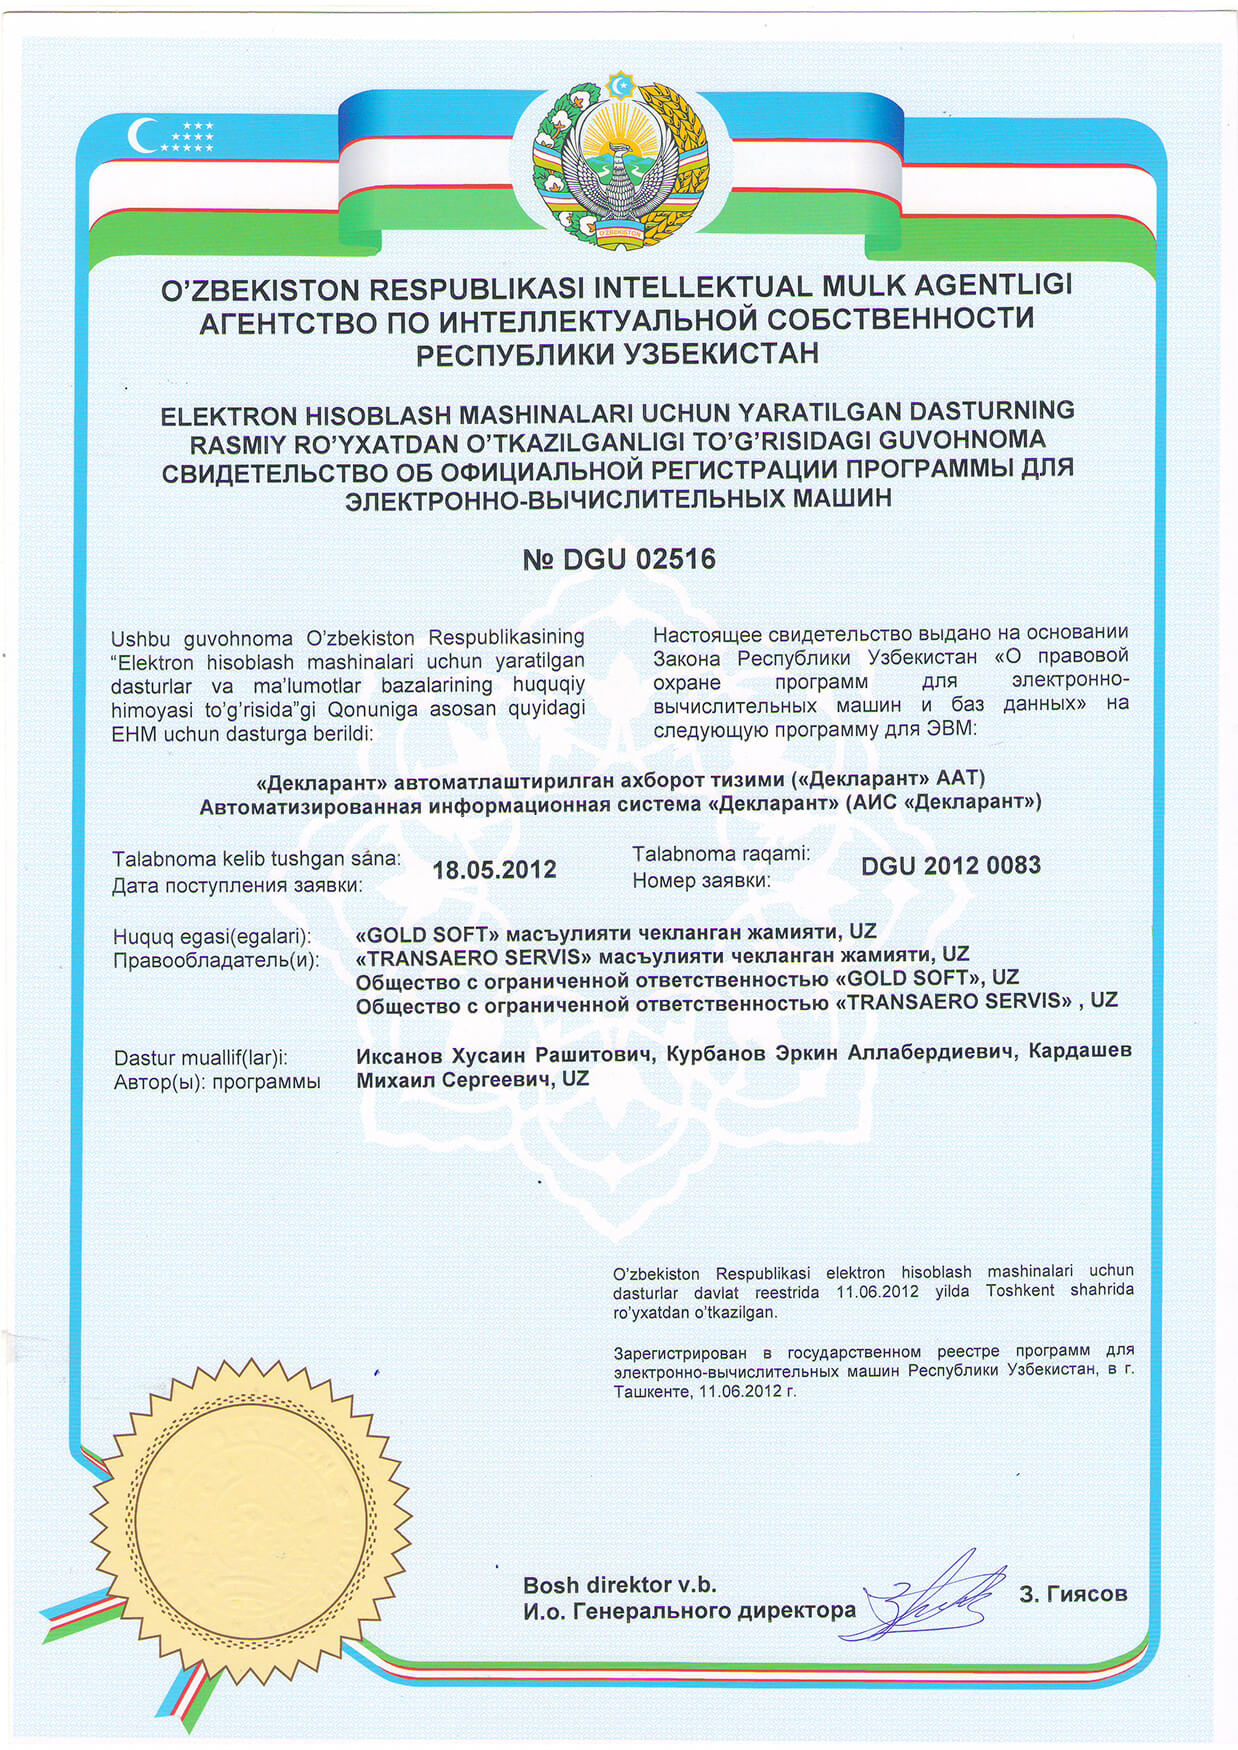 O'ZBEKISTON
O’ZBEKISTON RESPUBLIKASI INTELLEKTUAL MULK AGENTLIGI
АГЕНТСТВО ПО ИНТЕЛЛЕКТУАЛЬНОЙ СОБСТВЕННОСТИ
РЕСПУБЛИКИ УЗБЕКИСТАН
ELEKTRON HISOBLASH MASHINALARI UCHUN YARATILGAN DASTURNING
RASMIY RO’YXATDAN O’TKAZILGANLIGI TO’G’RISIDAGI GUVOHNOMA
СВИДЕТЕЛЬСТВО ОБ ОФИЦИАЛЬНОЙ РЕГИСТРАЦИИ ПРОГРАММЫ ДЛЯ
ЭЛЕКТРОННО-ВЫЧИСЛИТЕЛЬНЫХ МАШИН
№ DGU 02516
Ushbu guvohnoma O’zbekiston Respublikasining
“Elektron hisoblash mashinalari uchun yaratilgan
dasturlar va ma’lumotlar bazalarining huquqiy
himoyasi to’g’risida”gi Qonuniga asosan quyidagi
EHM uchun dasturga berildi:
Настоящее свидетельство выдано на основании
Закона Республики Узбекистан «О правовой
охране программ для электронно-
вычислительных машин и баз данных» на
следующую программу для ЭВМ:
«Декларант» автоматлаштирилган ахборот тизими («Декларант» ААТ)
Автоматизированная информационная система «Декларант» (АИС «Декларант»)
Talabnoma kelib tushgan sana:
Дата поступления заявки:
18.05.2012
Talabnoma raqami:
Номер заявки:
DGU 2012 0083
Huquq egasi(egalari):
Правообладатель(и):
«GOLD SOFT» масъулияти чекланган жамияти, UZ
«TRANSAERO SERVIS» масъулияти чекланган жамияти, UZ
Общество с ограниченной ответственностью «GOLD SOFT», UZ
Общество с ограниченной ответственностью «TRANSAERO SERVIS» , UZ
Dastur muallif(lar)i:
Автор(ы): программы
Иксанов Хусаин Рашитович, Курбанов Эркин Аллабердиевич, Кардашев
Михаил Сергеевич, UZ
O’zbekiston Respublikasi elektron hisoblash mashinalari uchun
dasturlar davlat reestrida 11.06.2012 yilda Toshkent shahrida
ro’yxatdan o’tkazilgan.
Зарегистрирован в государственном реестре программ для
электронно-вычислительных машин Республики Узбекистан, в г.
Ташкенте, 11.06.2012 г.
Bosh direktor v.b.
И.о. Генерального директора
З. Гиясов